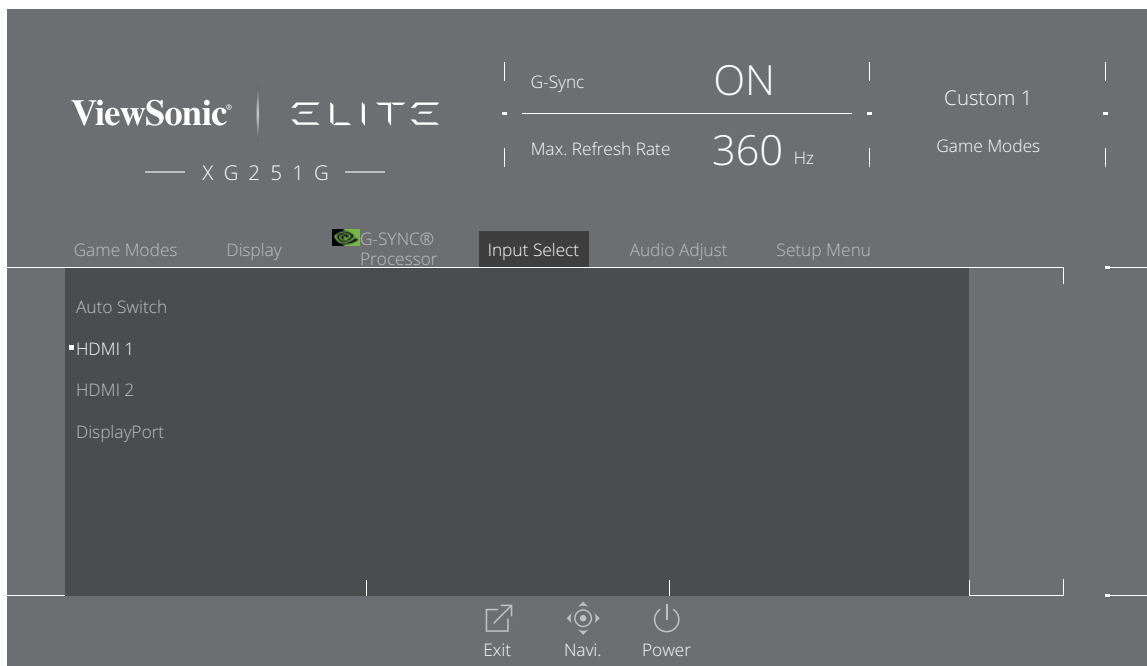 ViewSonic® ELITE
XG251G
G-Sync ON
Max. Refresh Rate 360 Hz
Custom 1
Game Modes
Game Modes Display G-SYNC® Processor Input Select Audio Adjust Setup Menu
Auto Switch
HDMI 1
HDMI 2
DisplayPort
Exit Navi. Power